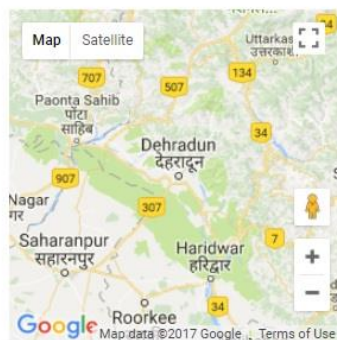 Map Satellite
Uttarkas
उत्तरकाशी
34
134
707
507
Paonta Sahib
पोंटा
साहिब
34
Dehradun
देहरादून
907
Nagar
गर
307
7
Saharanpur
सहारनपुर
Haridwar
हरिद्वार
+
−
34
Roorkee
Google Map data ©2017 Google Terms of Use